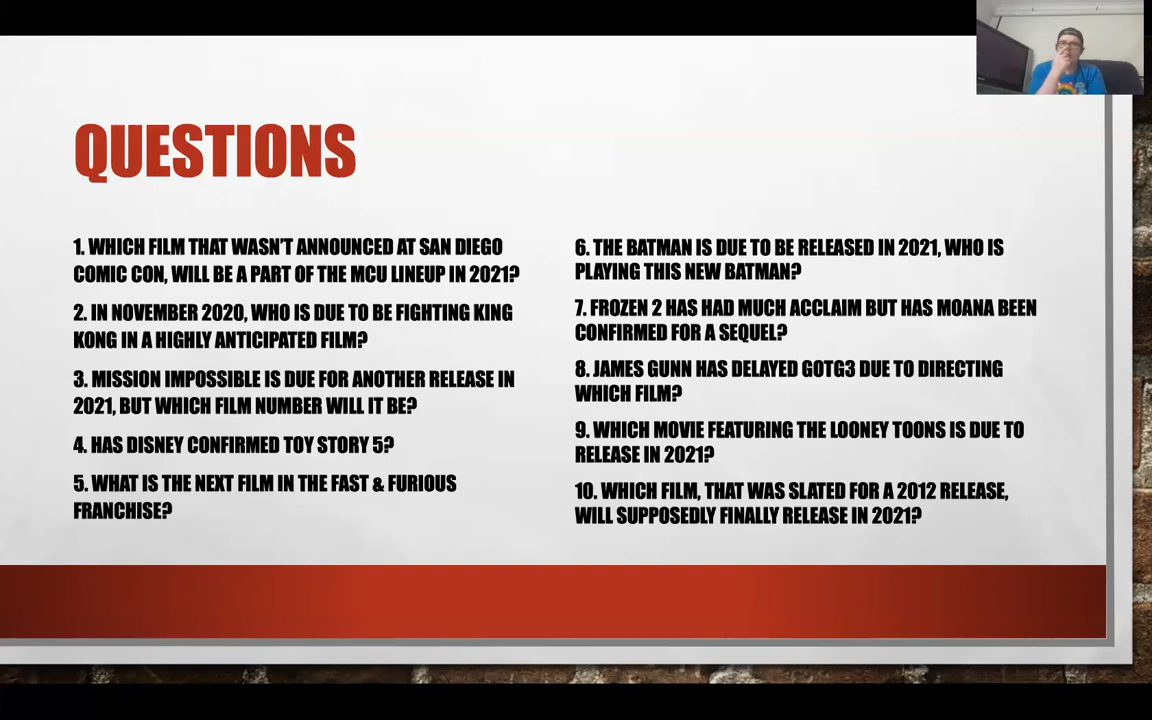 QUESTIONS
1. WHICH FILM THAT WASN'T ANNOUNCED AT SAN DIEGO
COMIC CON, WILL BE A PART OF THE MCU LINEUP IN 2021?
2. IN NOVEMBER 2020, WHO IS DUE TO BE FIGHTING KING
KONG IN A HIGHLY ANTICIPATED FILM?
3. MISSION IMPOSSIBLE IS DUE FOR ANOTHER RELEASE IN
2021, BUT WHICH FILM NUMBER WILL IT BE?
4. HAS DISNEY CONFIRMED TOY STORY 5?
5. WHAT IS THE NEXT FILM IN THE FAST & FURIOUS
FRANCHISE?
6. THE BATMAN IS DUE TO BE RELEASED IN 2021, WHO IS
PLAYING THIS NEW BATMAN?
7. FROZEN 2 HAS HAD MUCH ACCLAIM BUT HAS MOANA BEEN
CONFIRMED FOR A SEQUEL?
8. JAMES GUNN HAS DELAYED GOTG3 DUE TO DIRECTING
WHICH FILM?
9. WHICH MOVIE FEATURING THE LOONEY TOONS IS DUE TO
RELEASE IN 2021?
10. WHICH FILM, THAT WAS SLATED FOR A 2012 RELEASE,
WILL SUPPOSEDLY FINALLY RELEASE IN 2021?